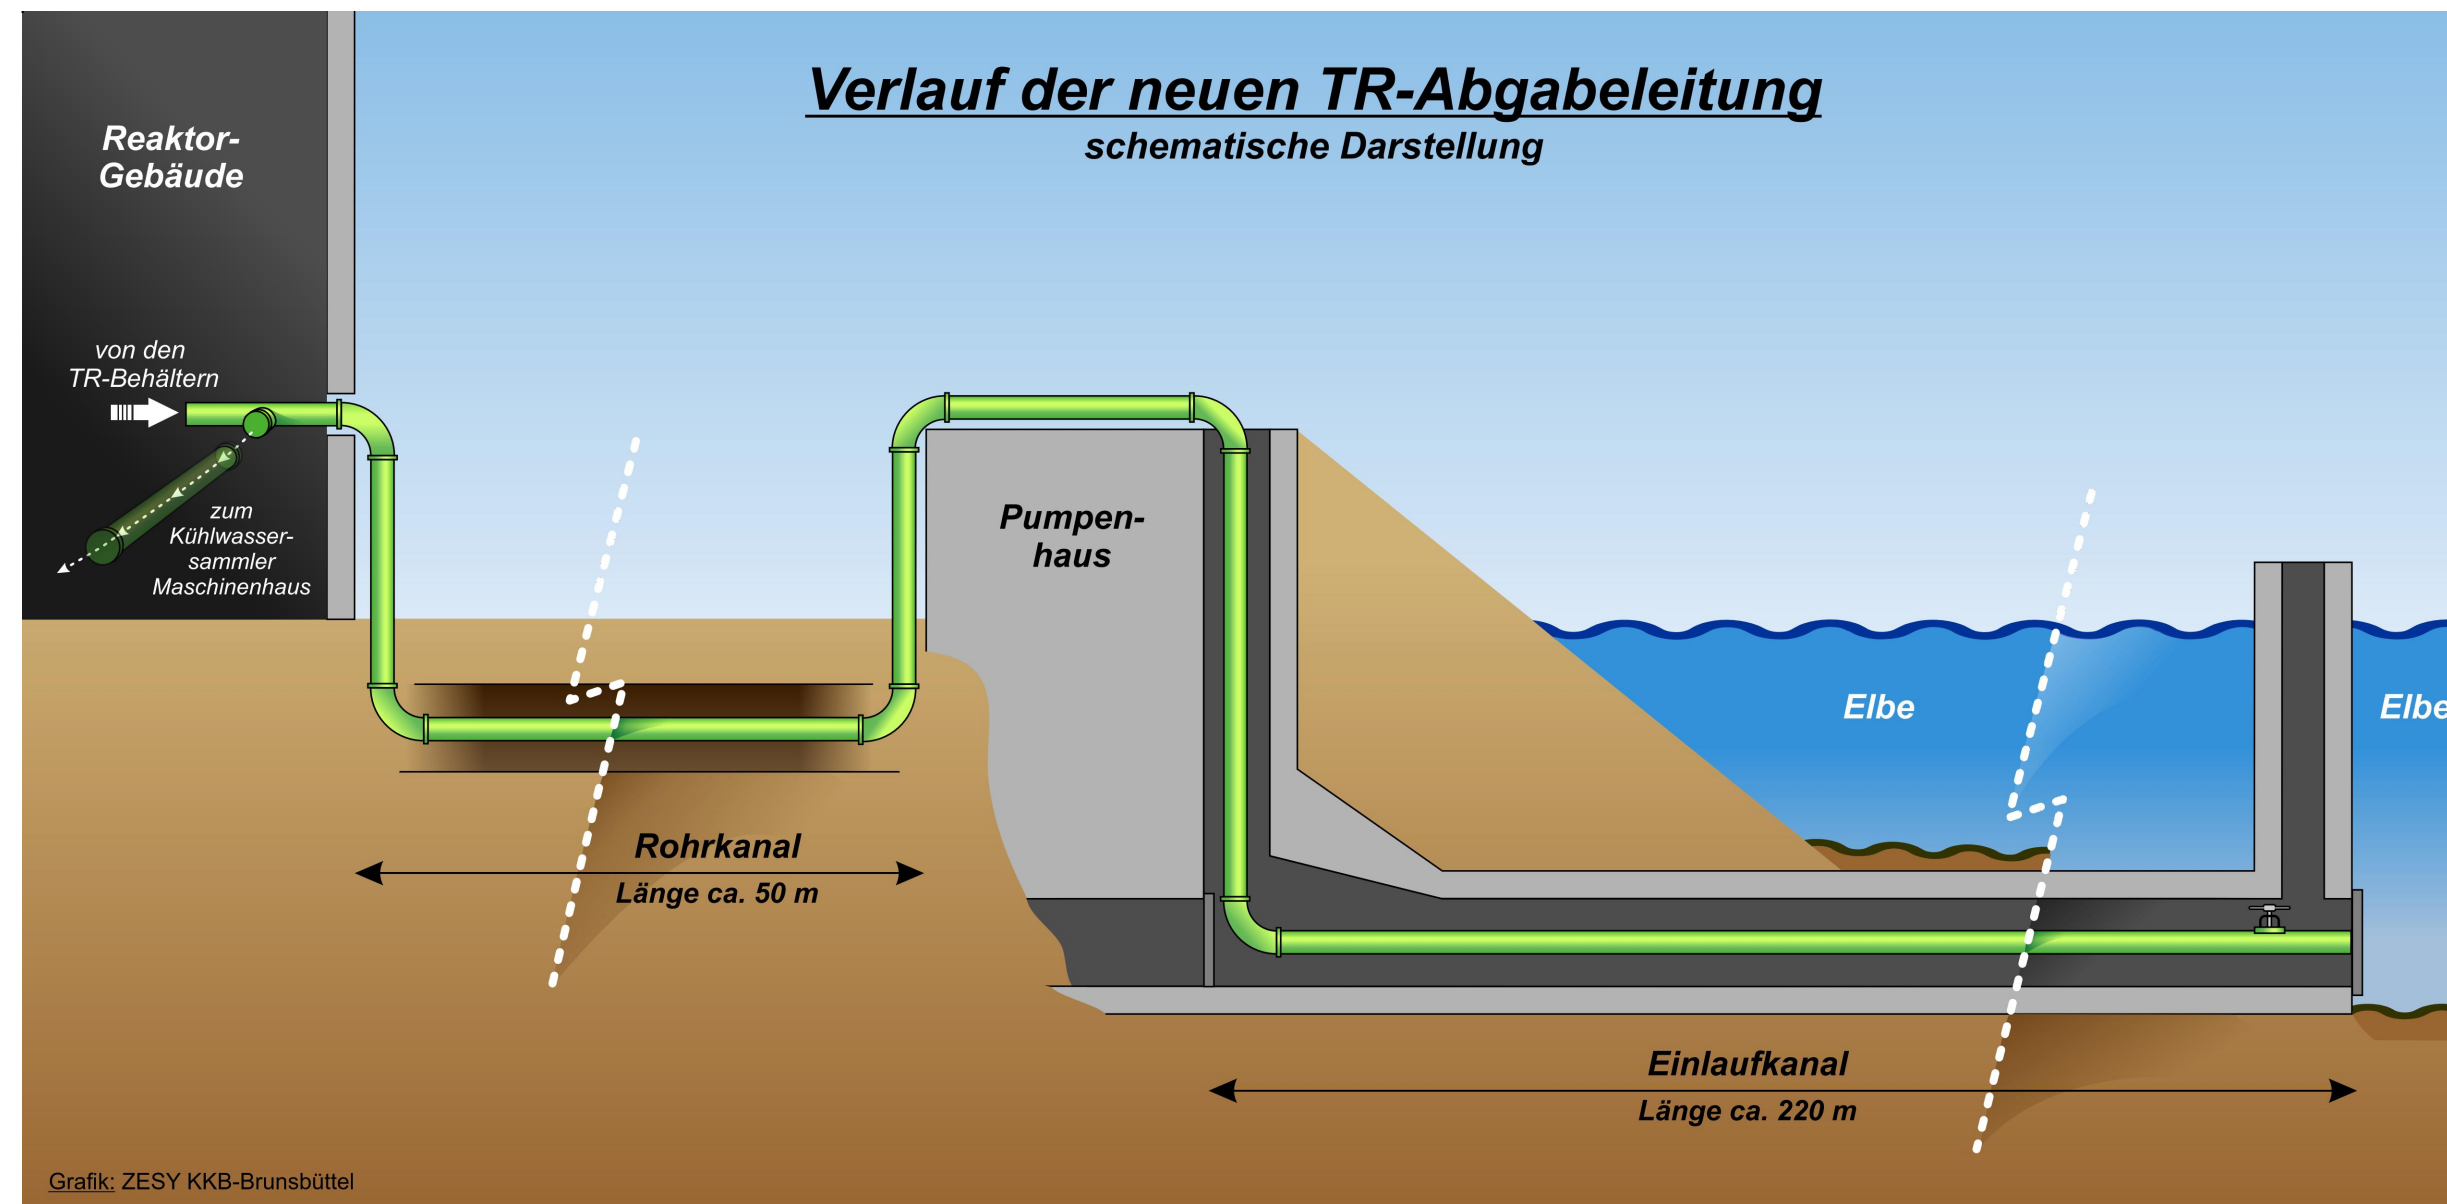 Verlauf der neuen TR-Abgabeleitung
schematische Darstellung
Reaktor-
Gebäude
von den
TR-Behältern
zum
Kühlwasser-
sammler
Maschinenhaus
Pumpen-
haus
Elbe
Elbe
Rohrkanal
Länge ca. 50 m
Einlaufkanal
Länge ca. 220 m
Grafik: ZESY KKB-Brunsbüttel